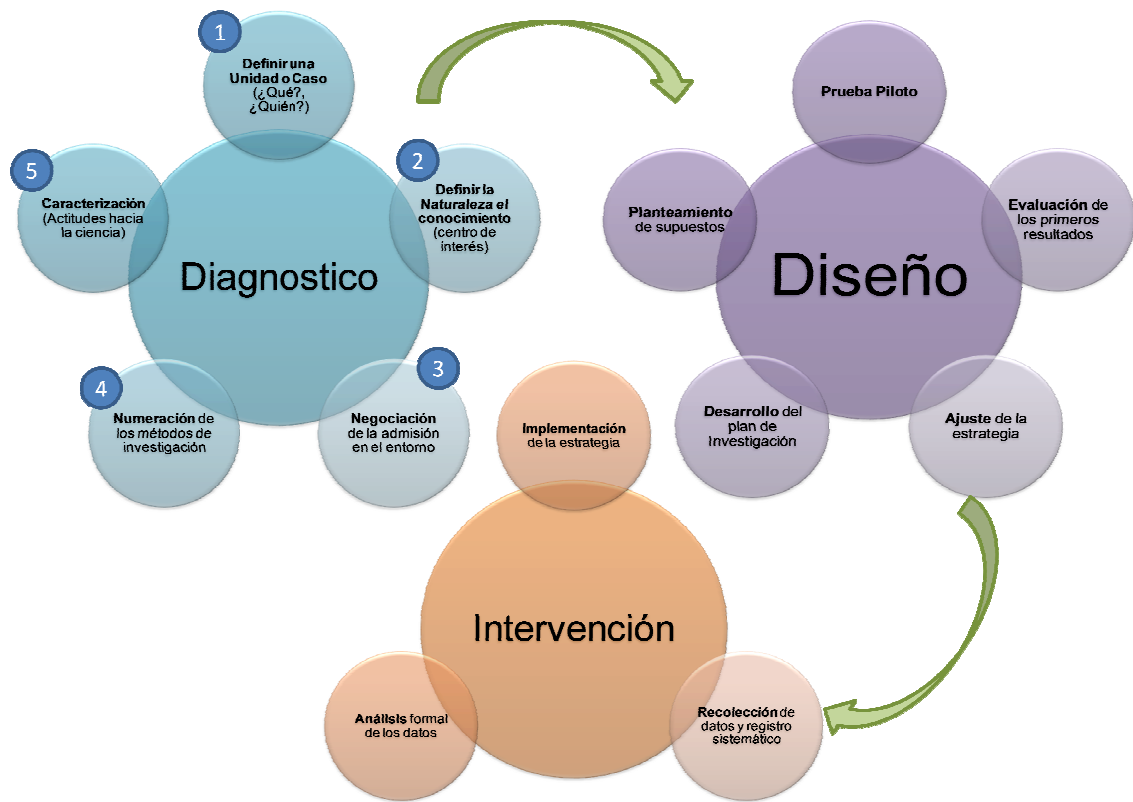 1
Definir una
Unidad o Caso
(¿Qué?,
¿Quién?)
2
Definir la
Naturaleza el
conocimiento
(centro de
interés)
3
Negociación
de la admisión
en el entorno
4
Numeración de
los métodos de
investigación
5
Caracterización
(Actitudes hacia
la ciencia)
Diagnostico
Prueba Piloto
Evaluación de
los primeros
resultados
Ajuste de la
estrategia
Desarrollo del
plan de
Investigación
Planteamiento
de supuestos
Diseño
Implementación
de la estrategia
Recolección de
datos y registro
sistemático
Análisis formal
de los datos
Intervención